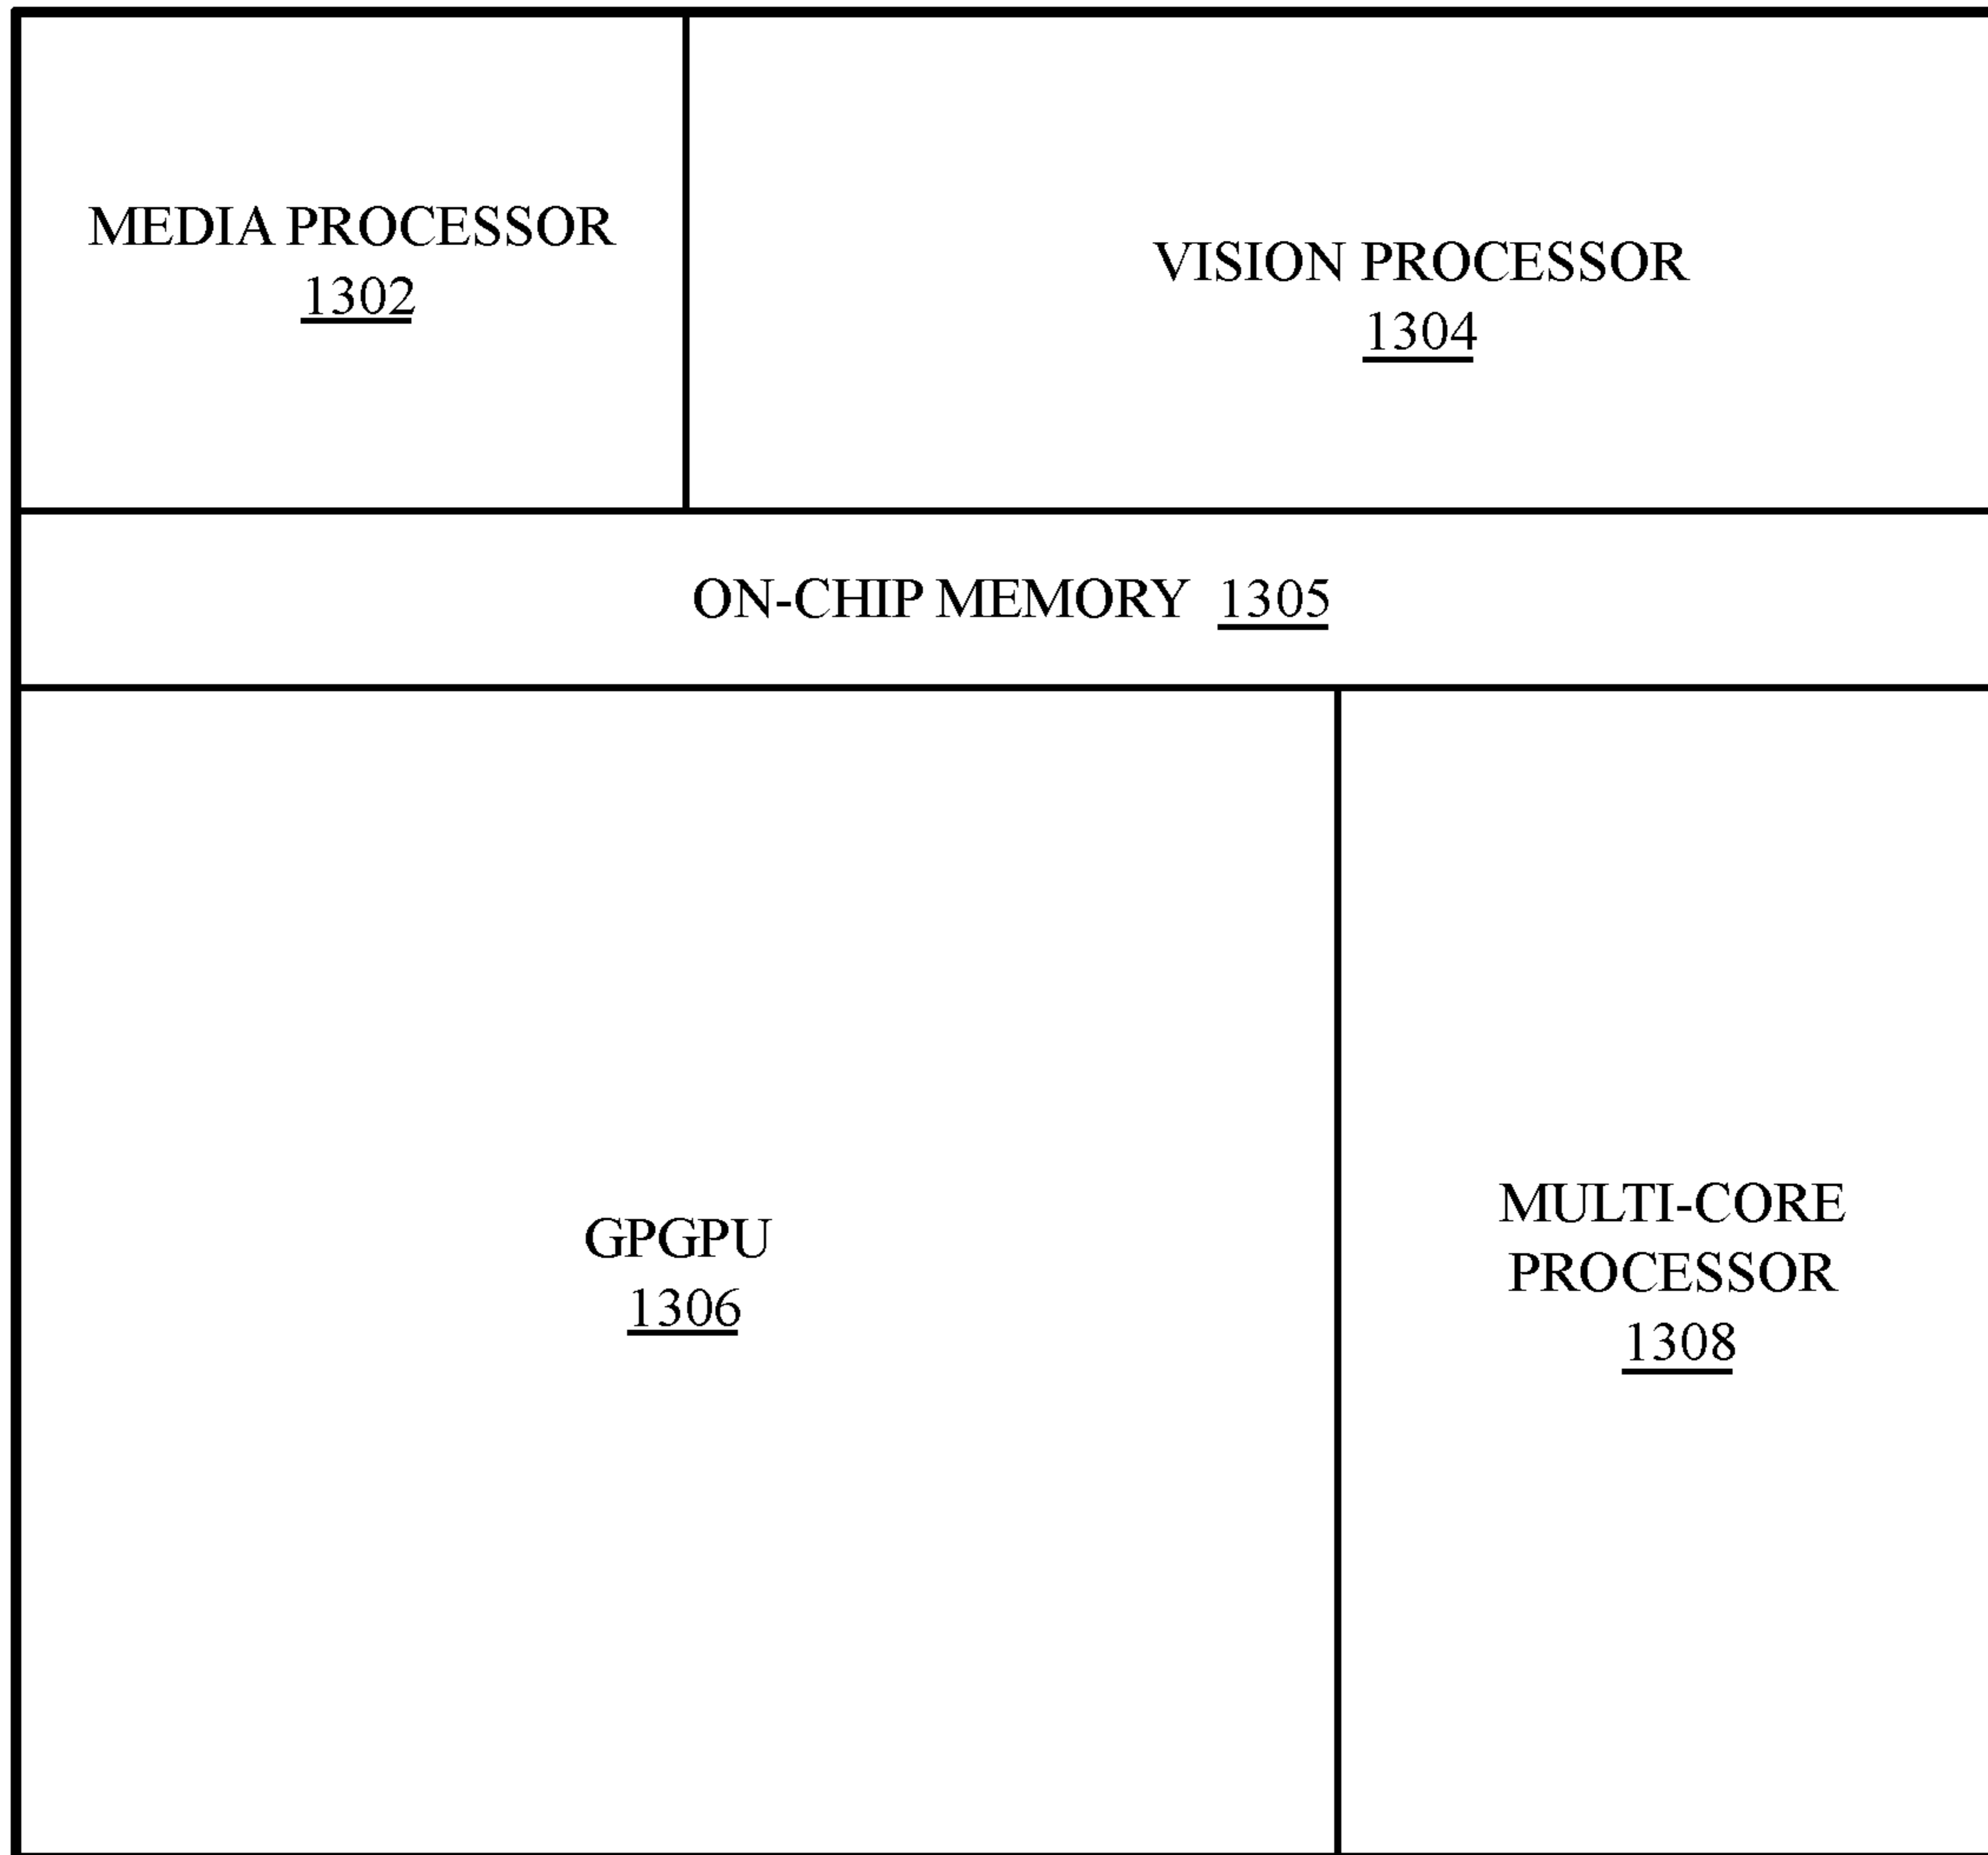 MEDIA PROCESSOR
1302
VISION PROCESSOR
1304
ON-CHIP MEMORY 1305
GPGPU
1306
MULTI-CORE
PROCESSOR
1308